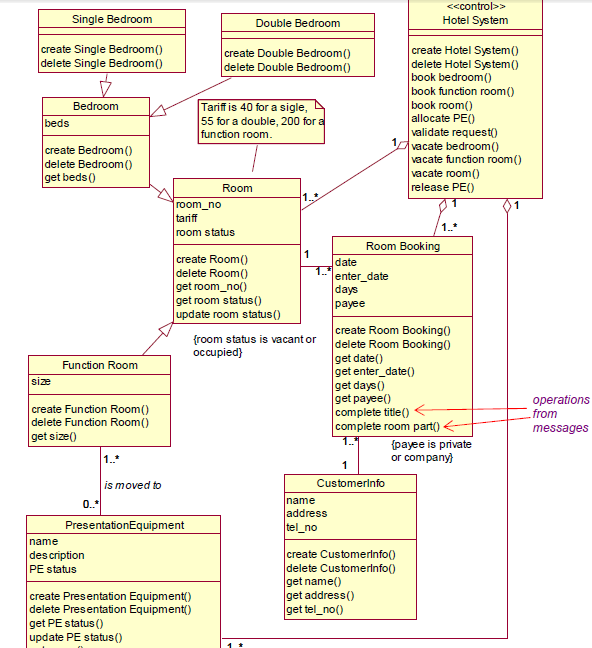 Single Bedroom
create Single Bedroom()
delete Single Bedroom()
Double Bedroom
create Double Bedroom()
delete Double Bedroom()
<<control>>
Hotel System
create Hotel System()
delete Hotel System()
book bedroom()
book function room()
book room()
allocate PE()
validate request()
vacate bedroom()
vacate function room()
vacate room()
release PE()
Bedroom
beds
create Bedroom()
delete Bedroom()
get beds()
Tariff is 40 for a sigle,
55 for a double, 200 for a
function room.
1
1..*
1
1..*
1
Room
room_no
tariff
room status
create Room()
delete Room()
get room_no()
get room status()
update room status()
1
1..*
{room status is vacant or
occupied}
Room Booking
date
enter_date
days
payee
create Room Booking()
delete Room Booking()
get date()
get enter_date()
get days()
get payee()
complete title()
complete room part()
operations
from
messages
{payee is private
or company}
1..*
1
Function Room
size
create Function Room()
delete Function Room()
get size()
1..*
is moved to
0..*
CustomerInfo
name
address
tel_no
create CustomerInfo()
delete CustomerInfo()
get name()
get address()
get tel_no()
PresentationEquipment
name
description
PE status
create Presentation Equipment()
delete Presentation Equipment()
get PE status()
update PE status()
1..*